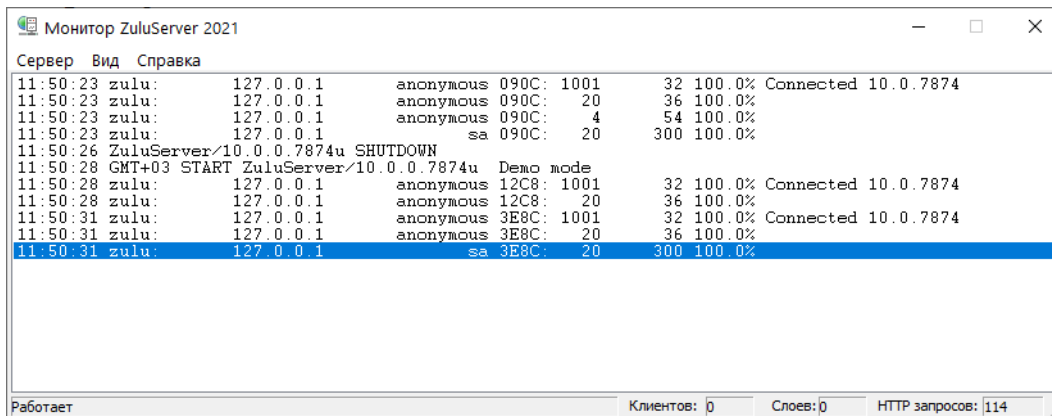 Монитор ZuluServer 2021
Сервер Вид Справка
11:50:23 zulu: 127.0.0.1 anonymous 090C: 1001 32 100.0% Connected 10.0.7874
11:50:23 zulu: 127.0.0.1 anonymous 090C: 20 36 100.0%
11:50:23 zulu: 127.0.0.1 anonymous 090C: 4 54 100.0%
11:50:23 zulu: 127.0.0.1 sa 090C: 20 300 100.0%
11:50:26 ZuluServer/10.0.0.7874u SHUTDOWN
11:50:28 GMT+03 START ZuluServer/10.0.0.7874u Demo mode
11:50:28 zulu: 127.0.0.1 anonymous 12C8: 1001 32 100.0% Connected 10.0.7874
11:50:28 zulu: 127.0.0.1 anonymous 12C8: 20 36 100.0%
11:50:31 zulu: 127.0.0.1 anonymous 3E8C: 1001 32 100.0% Connected 10.0.7874
11:50:31 zulu: 127.0.0.1 anonymous 3E8C: 20 36 100.0%
11:50:31 zulu: 127.0.0.1 sa 3E8C: 20 300 100.0%
Работает Клиентов: 0 Слоев: 0 HTTP запросов: 114